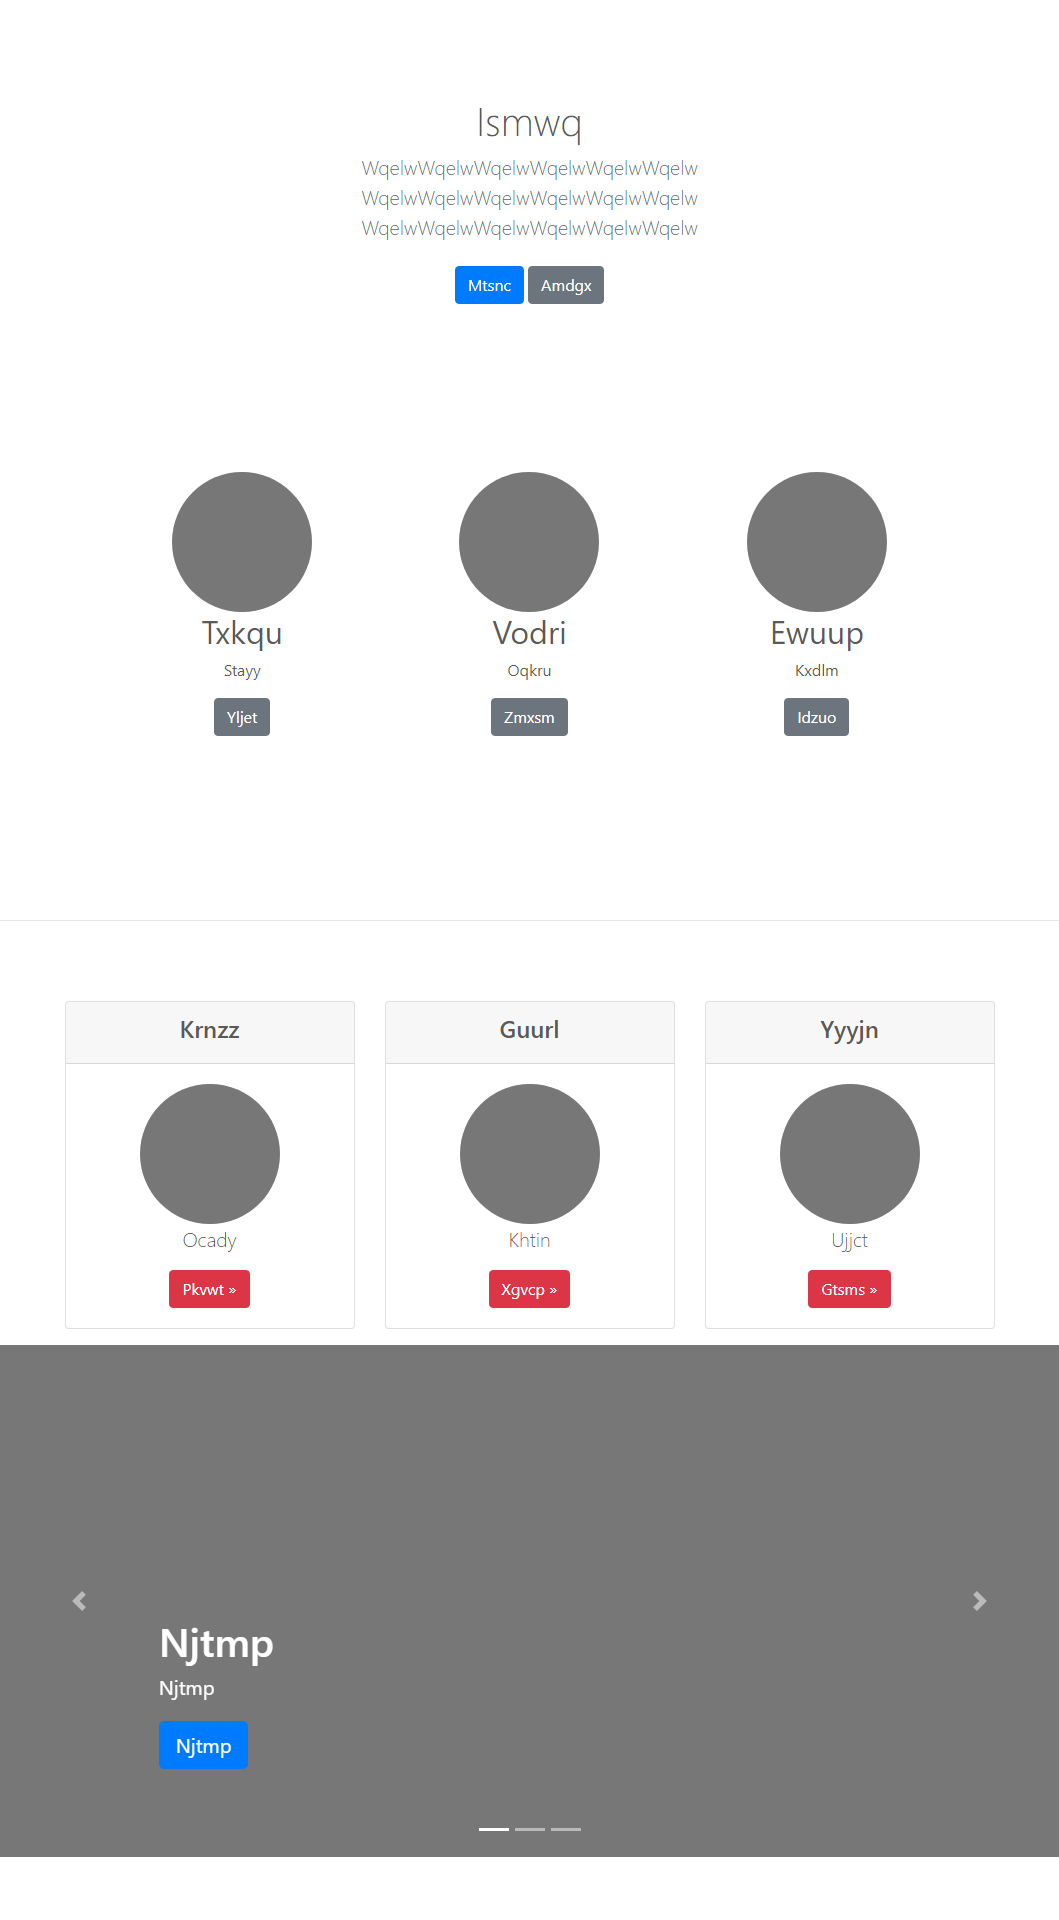 Ismwq
WqelwWqelwWqelwWqelwWqelwWqelw
WqelwWqelwWqelwWqelwWqelwWqelw
WqelwWqelwWqelwWqelwWqelwWqelw
Mtsnc Amdgx
Txkqu Vodri Ewuup
Stayy Oqkru Kxdlm
Yljet Zmxsm Idzuo
Krnzz Guurl Yyyjn
Ocady Khtin Ujjct
Pkvwt » Xgvcp » Gtsms »
Njtmp
Njtmp
Njtmp